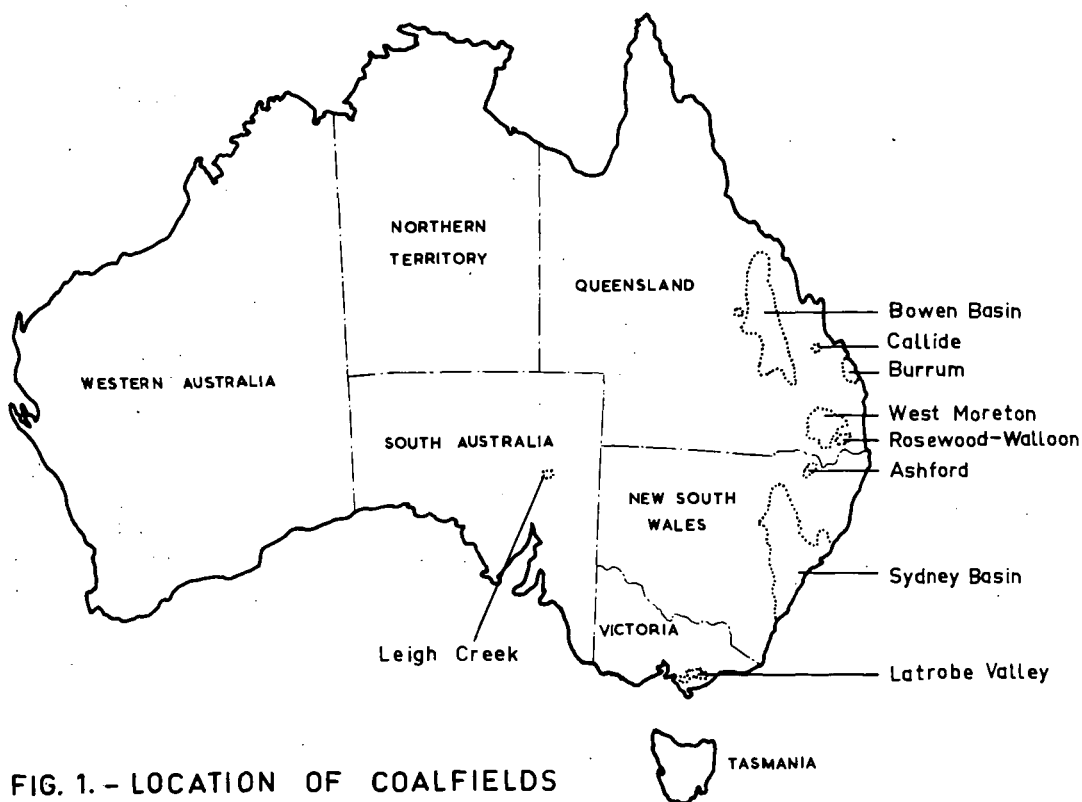 NORTHERN
TERRITORY
QUEENSLAND
WESTERN AUSTRALIA
SOUTH AUSTRALIA
NEW SOUTH
WALES
VICTORIA
TASMANIA
Bowen Basin
Callide
Burrum
West Moreton
Rosewood-Walloon
Ashford
Sydney Basin
Latrobe Valley
Leigh Creek
FIG. 1. - LOCATION OF COALFIELDS